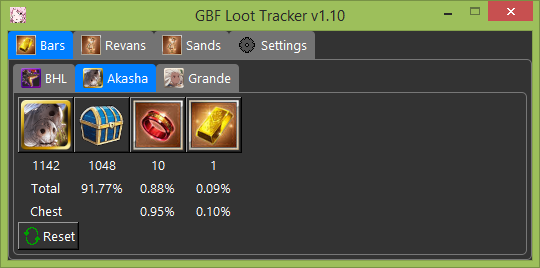 GBF Loot Tracker v1.10
Bars Revans Sands Settings
BHL Akasha Grande
1142 1048 10 1
Total 91.77% 0.88% 0.09%
Chest 0.95% 0.10%
Reset